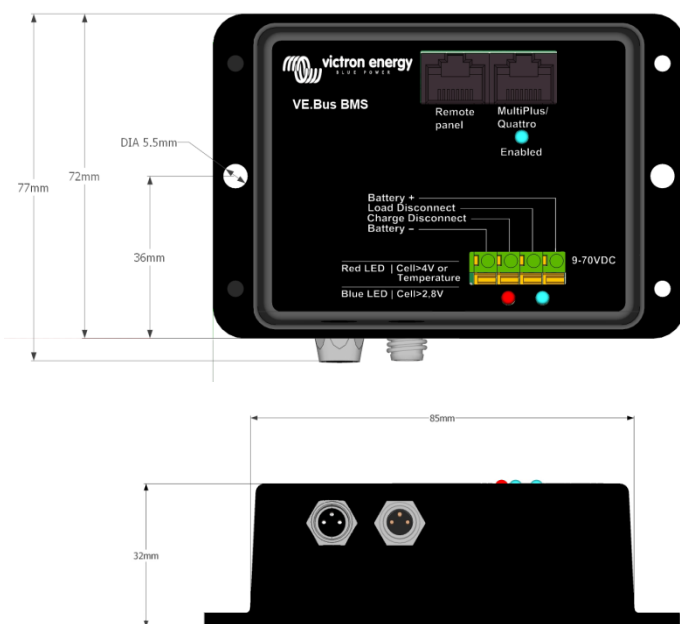 victron energy
BLUE POWER
VE.Bus BMS
Remote panel
MultiPlus/
Quattro
Enabled
DIA 5.5mm
77mm
72mm
36mm
Battery +
Load Disconnect
Charge Disconnect
Battery –
9-70VDC
Red LED | Cell>4V or
Temperature
Blue LED | Cell>2,8V
85mm
32mm